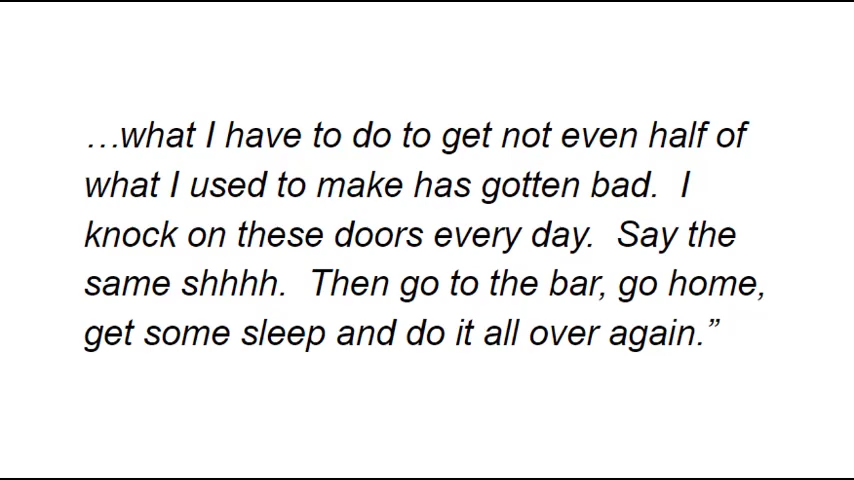 …what I have to do to get not even half of
what I used to make has gotten bad.  I
knock on these doors every day.  Say the
same shhhh.  Then go to the bar, go home,
get some sleep and do it all over again.”